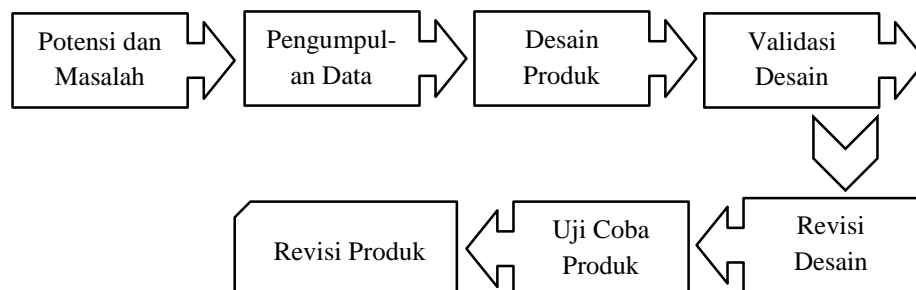 Potensi dan
Masalah
Pengumpul-
an Data
Desain
Produk
Validasi
Desain
Revisi
Desain
Uji Coba
Produk
Revisi Produk